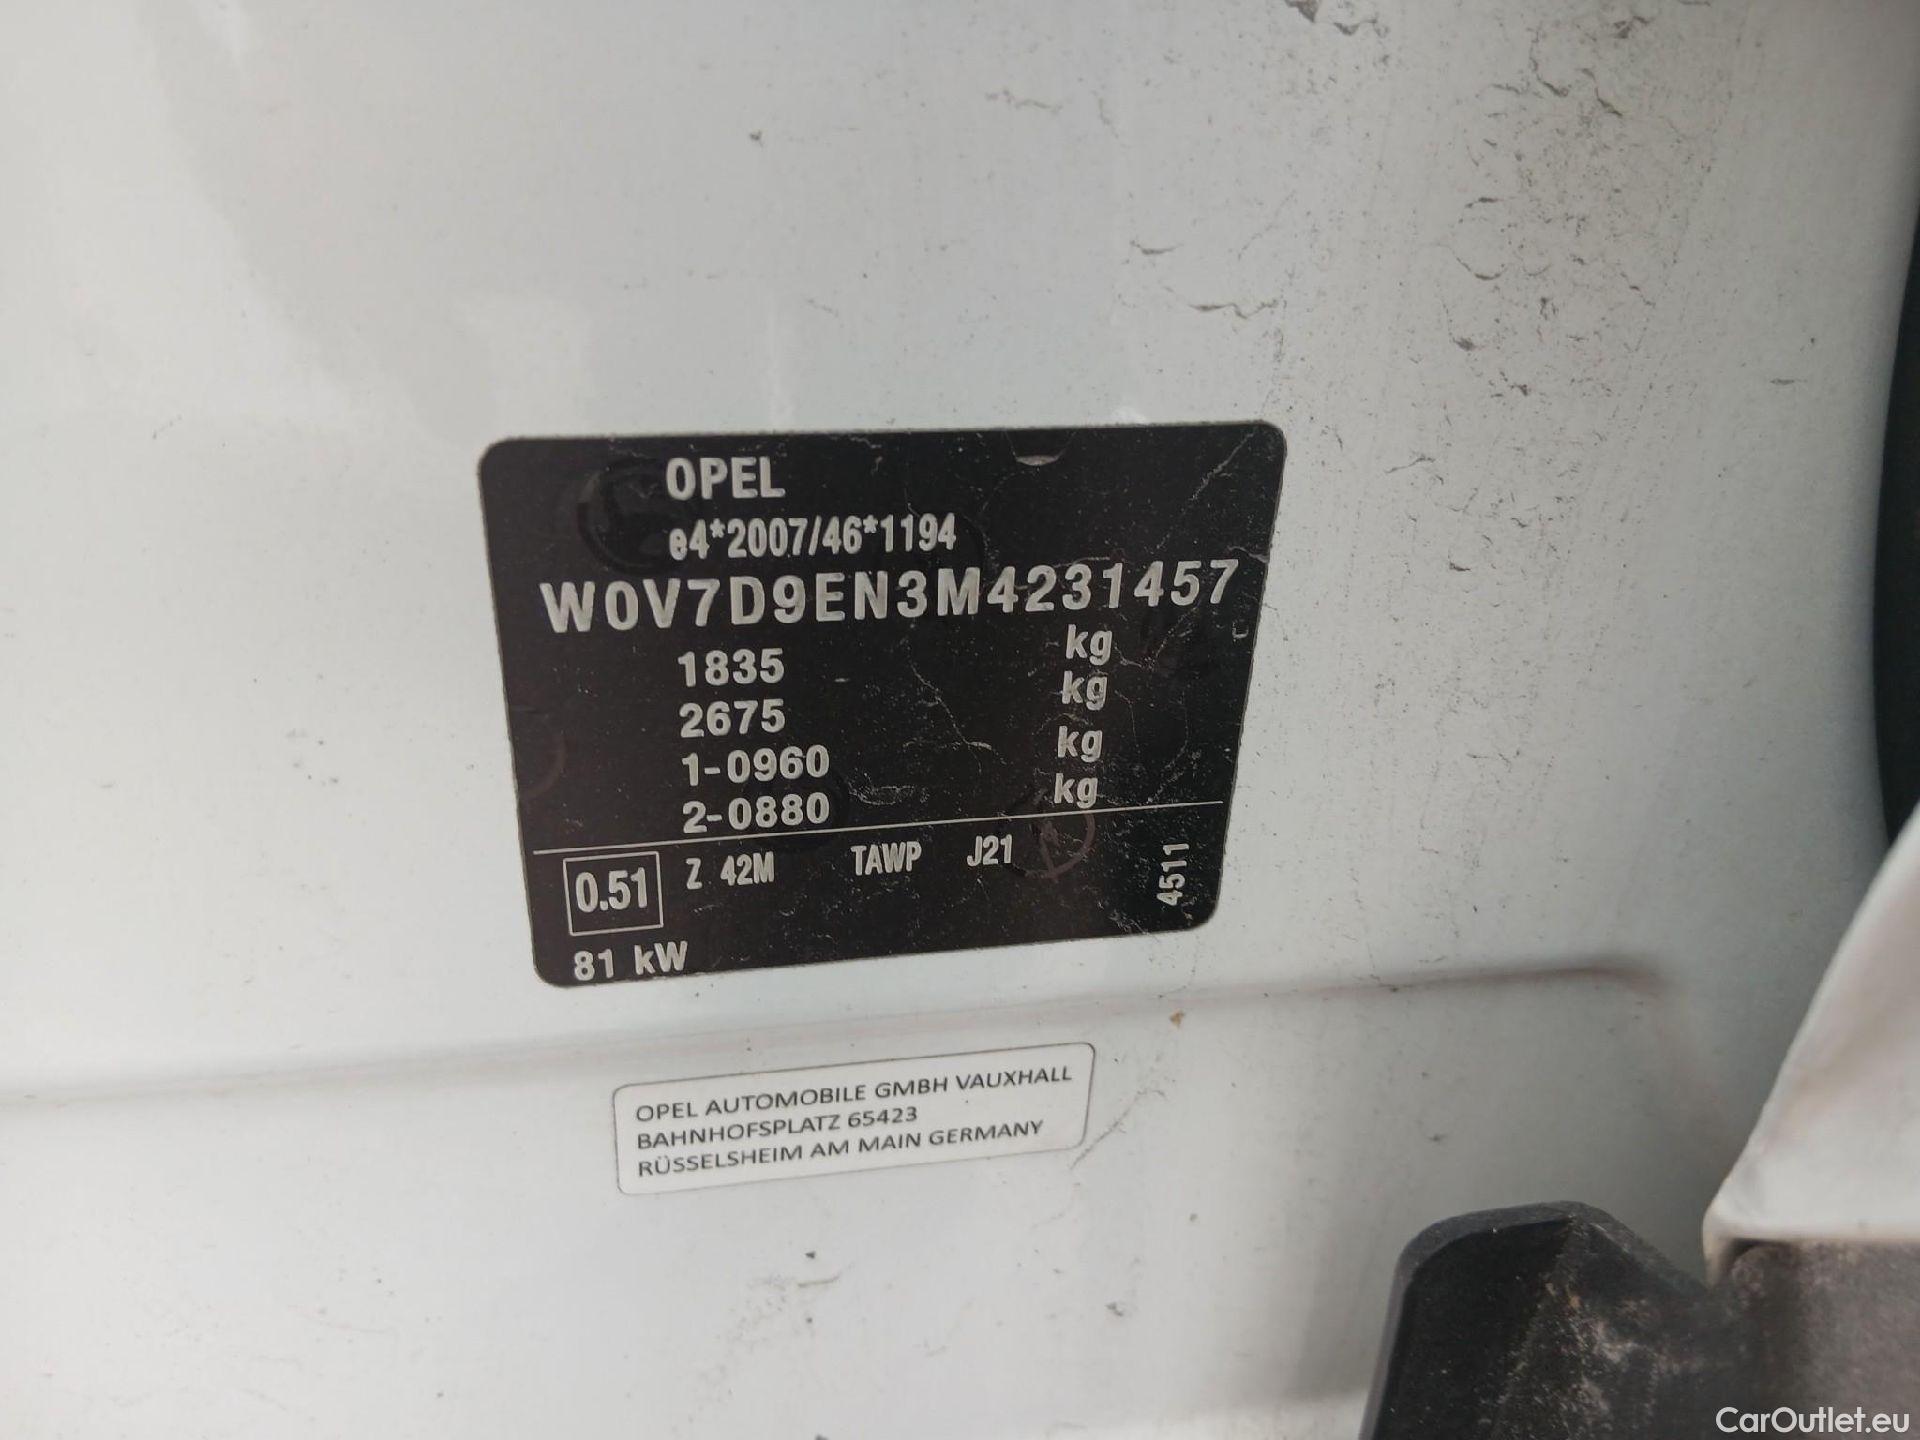 OPEL
e4*2007/46*1194
W0V7D9EN3M4231457
1835 kg
2675 kg
1-0960 kg
2-0880 kg
0.51 Z 42M TAWP J21 4511
81 kW
OPEL AUTOMOBILE GMBH VAUXHALL
BAHNHOFSPLATZ 65423
RÜSSELSHEIM AM MAIN GERMANY
CarOutlet.eu